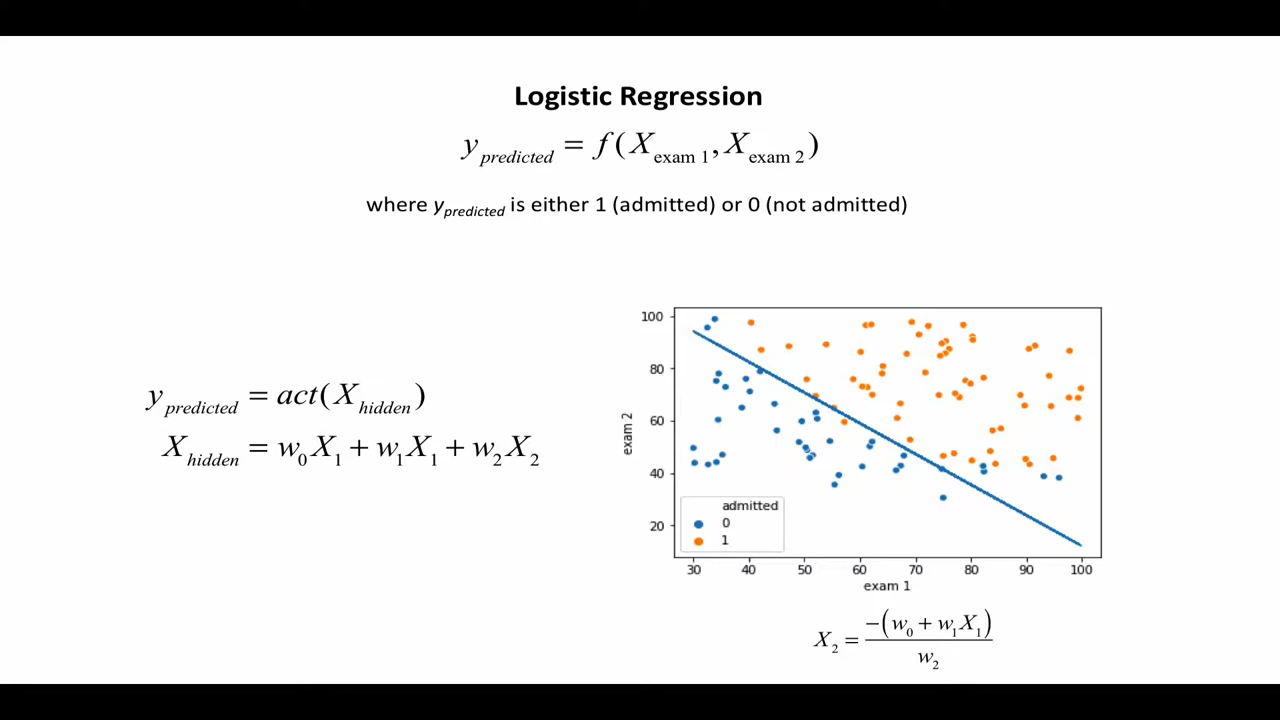 Logistic Regression
y_predicted = f(X_exam 1, X_exam 2)
where y_predicted is either 1 (admitted) or 0 (not admitted)
y_predicted = act(X_hidden)
X_hidden = w_0X_1 + w_1X_1 + w_2X_2
100
80
60
40
20
exam 2
admitted
0
1
30 40 50 60 70 80 90 100
exam 1
X_2 = −(w_0 + w_1X_1) / w_2